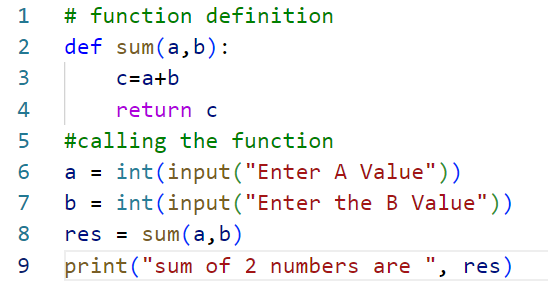 1 # function definition
2 def sum(a,b):
3     c=a+b
4     return c
5 #calling the function
6 a = int(input("Enter A Value"))
7 b = int(input("Enter the B Value"))
8 res = sum(a,b)
9 print("sum of 2 numbers are ", res)